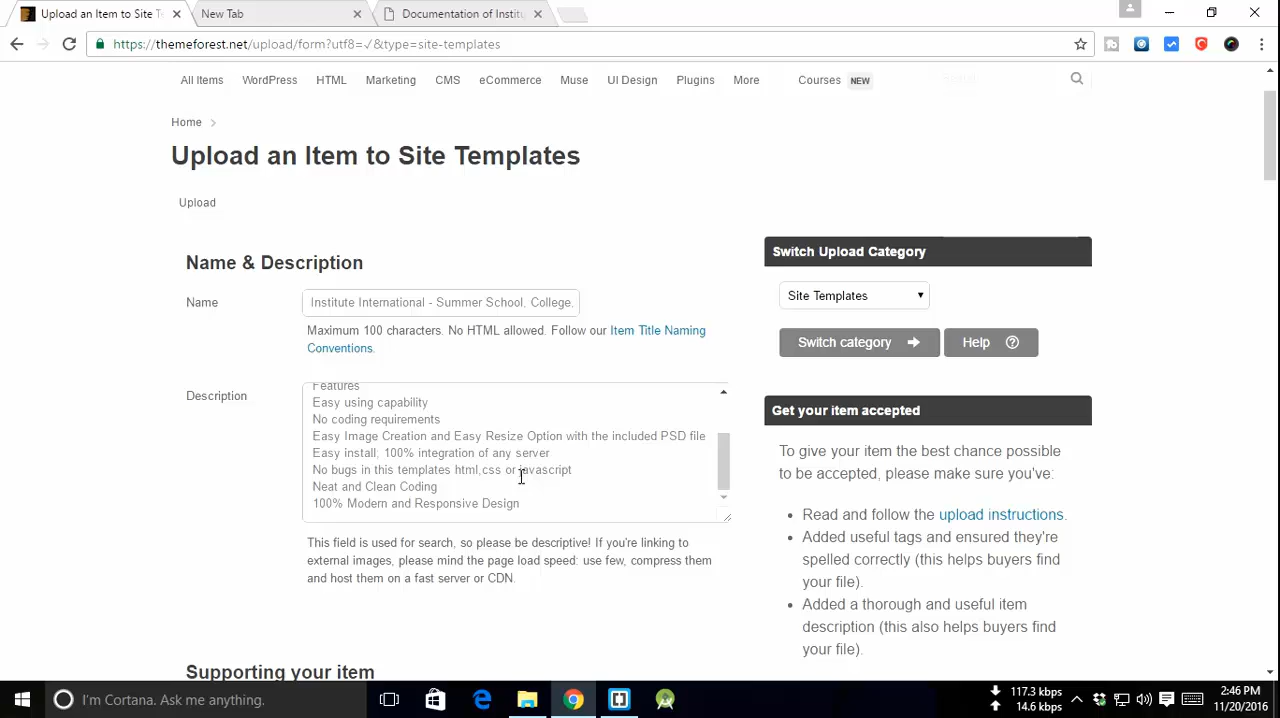 Upload an Item to Site Te
New Tab
Documentation of Institu
https://themeforest.net/upload/form?utf8=✓&type=site-templates
All Items WordPress HTML Marketing CMS eCommerce Muse UI Design Plugins More Courses NEW
Home
Upload an Item to Site Templates
Upload
Name & Description
Name
Institute International - Summer School, College,
Maximum 100 characters. No HTML allowed. Follow our Item Title Naming
Conventions.
Description
Features
Easy using capability
No coding requirements
Easy Image Creation and Easy Resize Option with the included PSD file
Easy install, 100% integration of any server
No bugs in this templates html,css or javascript
Neat and Clean Coding
100% Modern and Responsive Design
This field is used for search, so please be descriptive! If you're linking to
external images, please mind the page load speed: use few, compress them
and host them on a fast server or CDN.
Supporting your item
Switch Upload Category
Site Templates
Switch category
Help
Get your item accepted
To give your item the best chance possible
to be accepted, please make sure you've:
Read and follow the upload instructions.
Added useful tags and ensured they're
spelled correctly (this helps buyers find
your file).
Added a thorough and useful item
description (this also helps buyers find
your file).
I'm Cortana. Ask me anything.
117.3 kbps
14.6 kbps
2:46 PM
11/20/2016